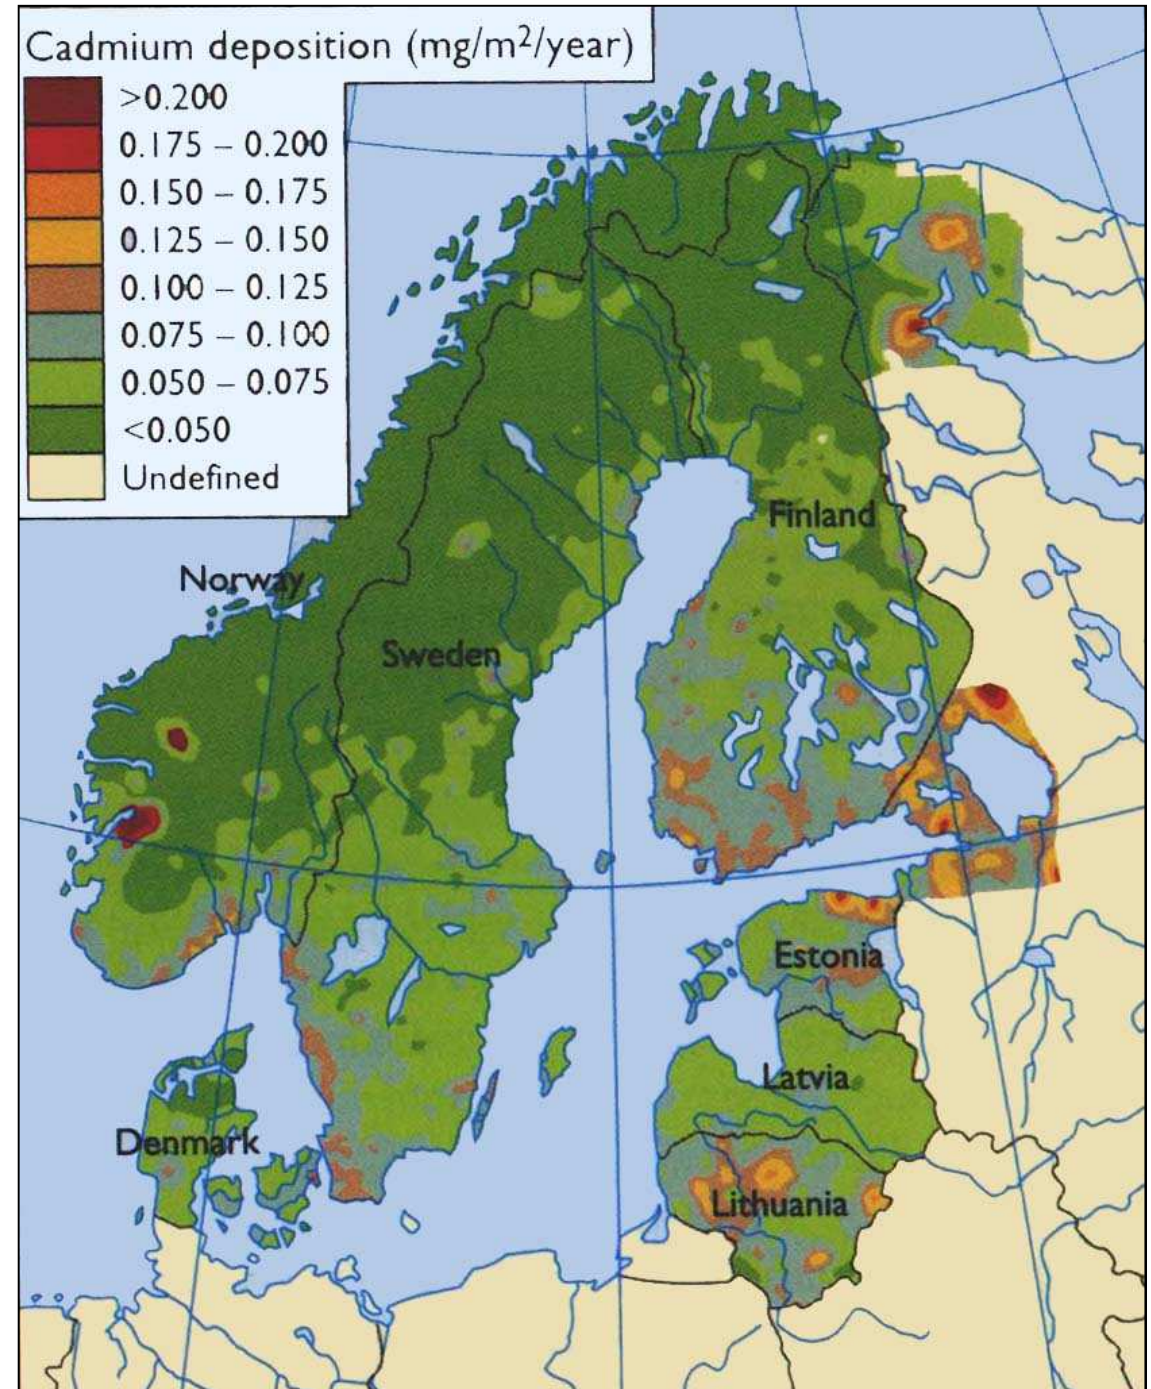 Cadmium deposition (mg/m²/year)
>0.200
0.175 – 0.200
0.150 – 0.175
0.125 – 0.150
0.100 – 0.125
0.075 – 0.100
0.050 – 0.075
<0.050
Undefined
Finland
Norway
Sweden
Estonia
Latvia
Denmark
Lithuania